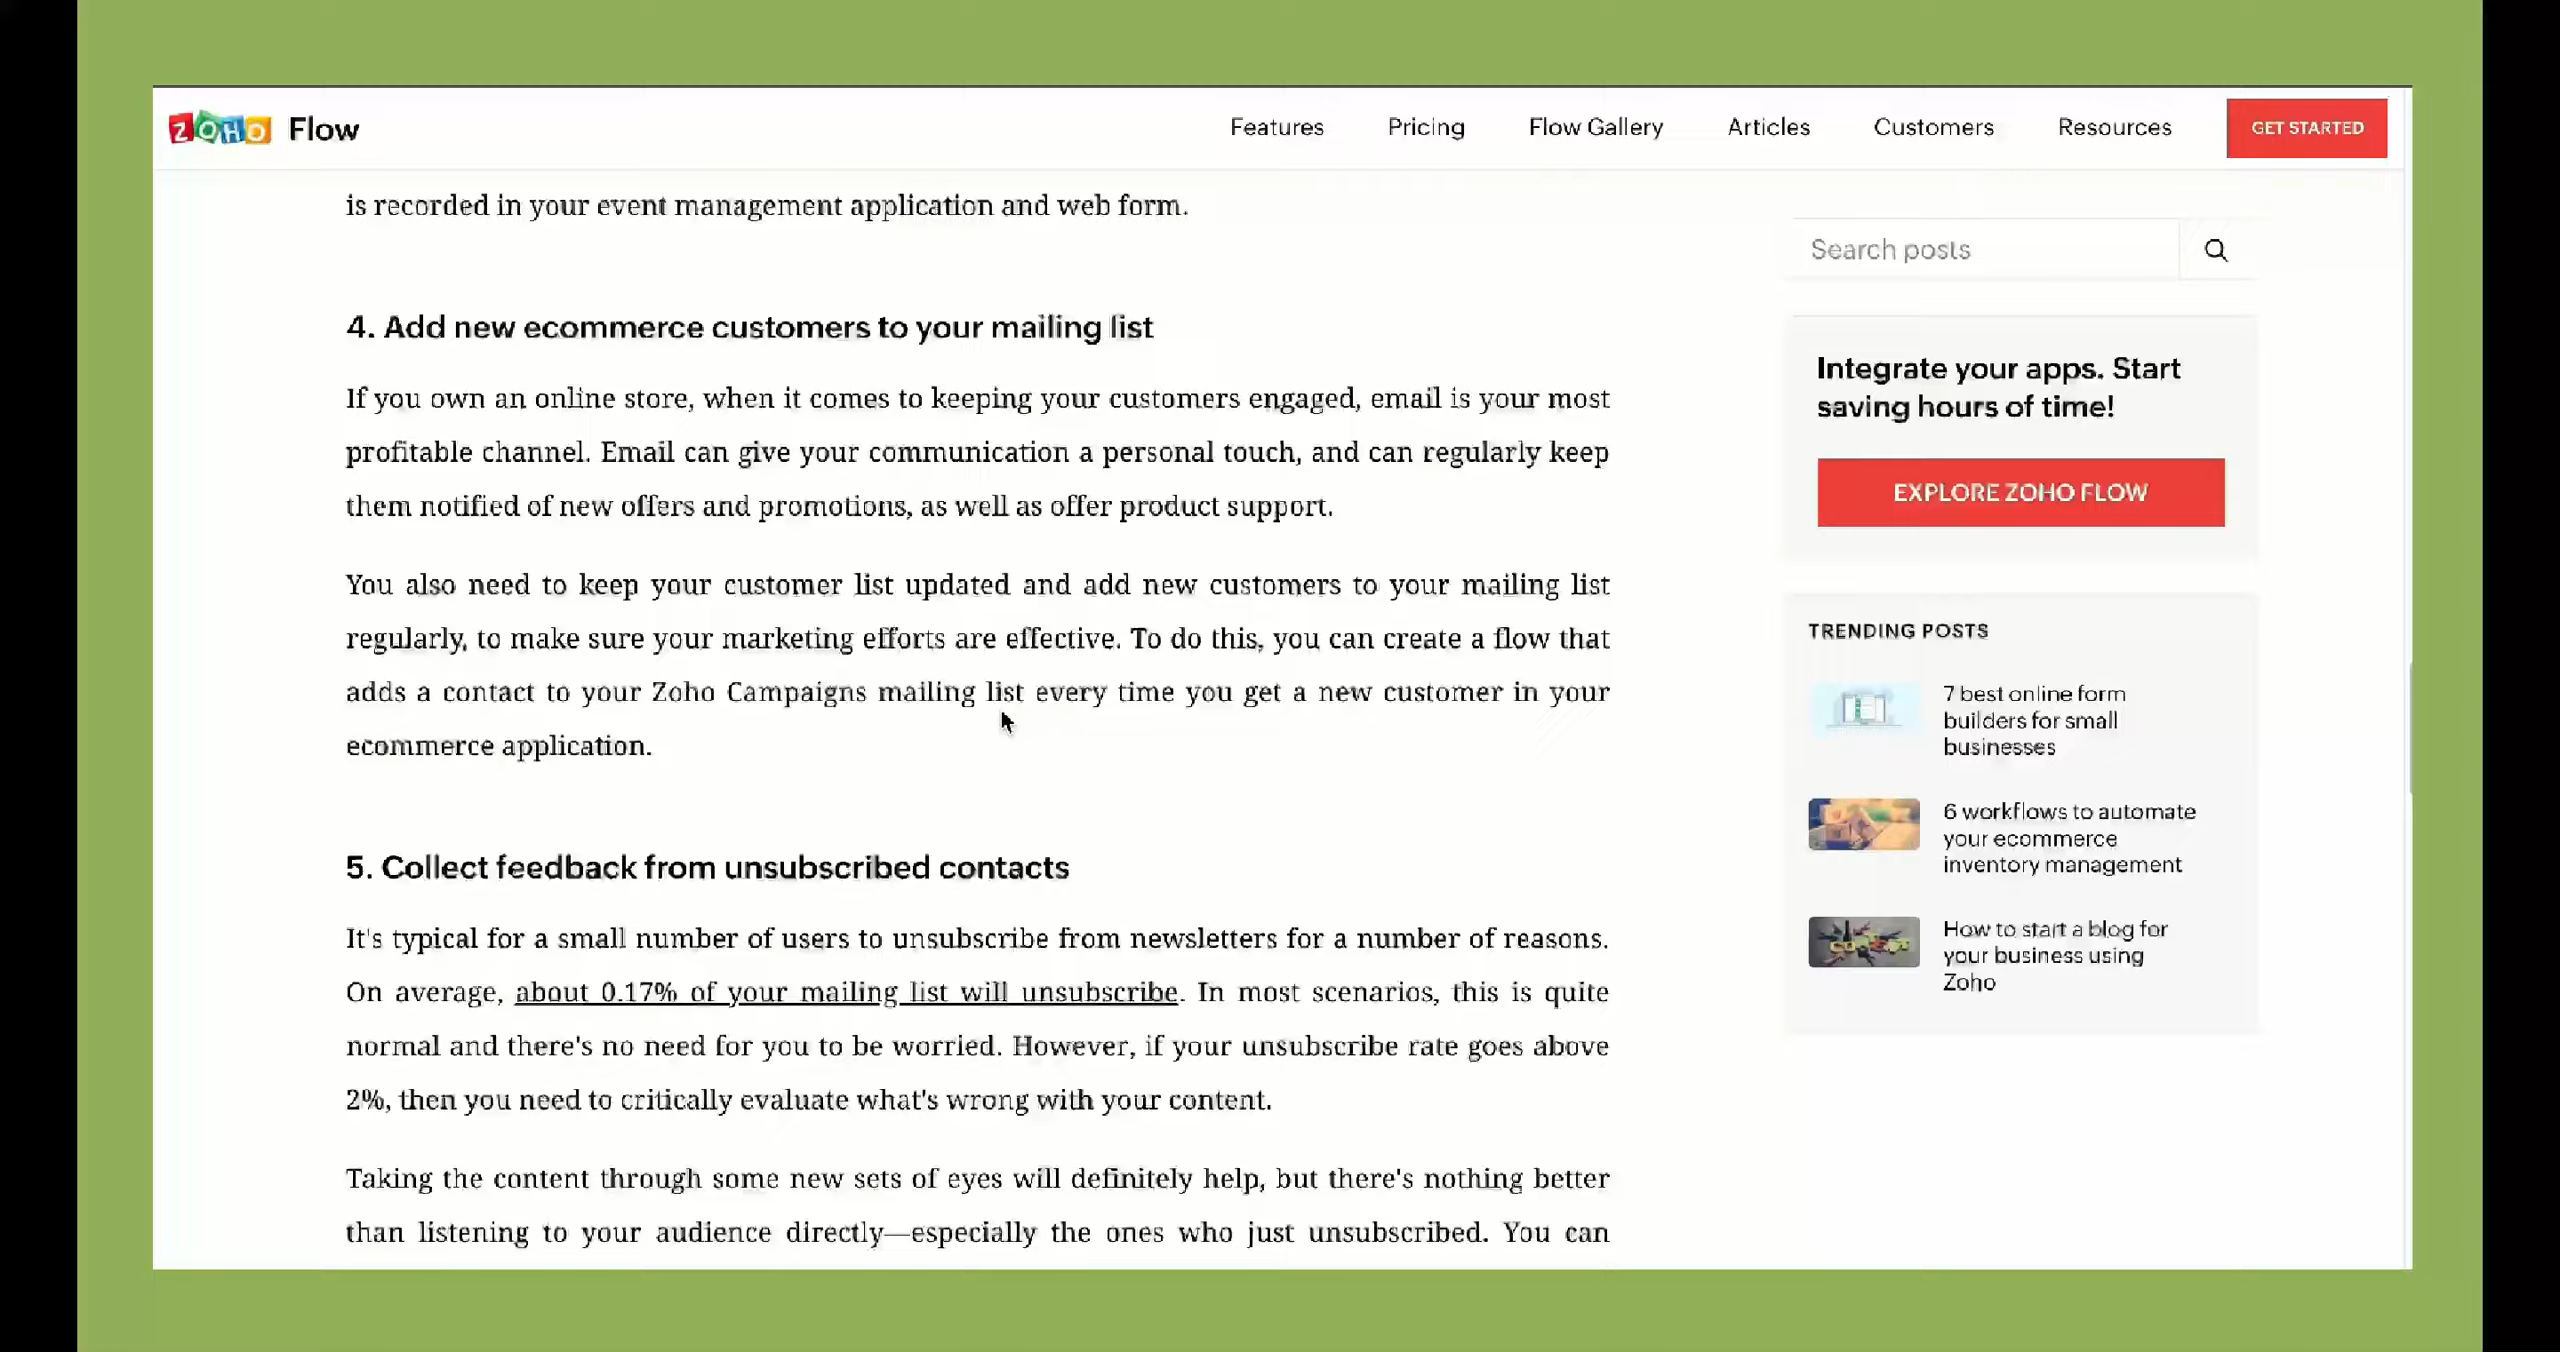 ZOHO Flow
Features
Pricing
Flow Gallery
Articles
Customers
Resources
GET STARTED
is recorded in your event management application and web form.
4. Add new ecommerce customers to your mailing list
If you own an online store, when it comes to keeping your customers engaged, email is your most
profitable channel. Email can give your communication a personal touch, and can regularly keep
them notified of new offers and promotions, as well as offer product support.
You also need to keep your customer list updated and add new customers to your mailing list
regularly, to make sure your marketing efforts are effective. To do this, you can create a flow that
adds a contact to your Zoho Campaigns mailing list every time you get a new customer in your
ecommerce application.
5. Collect feedback from unsubscribed contacts
It's typical for a small number of users to unsubscribe from newsletters for a number of reasons.
On average, about 0.17% of your mailing list will unsubscribe. In most scenarios, this is quite
normal and there's no need for you to be worried. However, if your unsubscribe rate goes above
2%, then you need to critically evaluate what's wrong with your content.
Taking the content through some new sets of eyes will definitely help, but there's nothing better
than listening to your audience directly—especially the ones who just unsubscribed. You can
Search posts
Integrate your apps. Start
saving hours of time!
EXPLORE ZOHO FLOW
TRENDING POSTS
7 best online form
builders for small
businesses
6 workflows to automate
your ecommerce
inventory management
How to start a blog for
your business using
Zoho